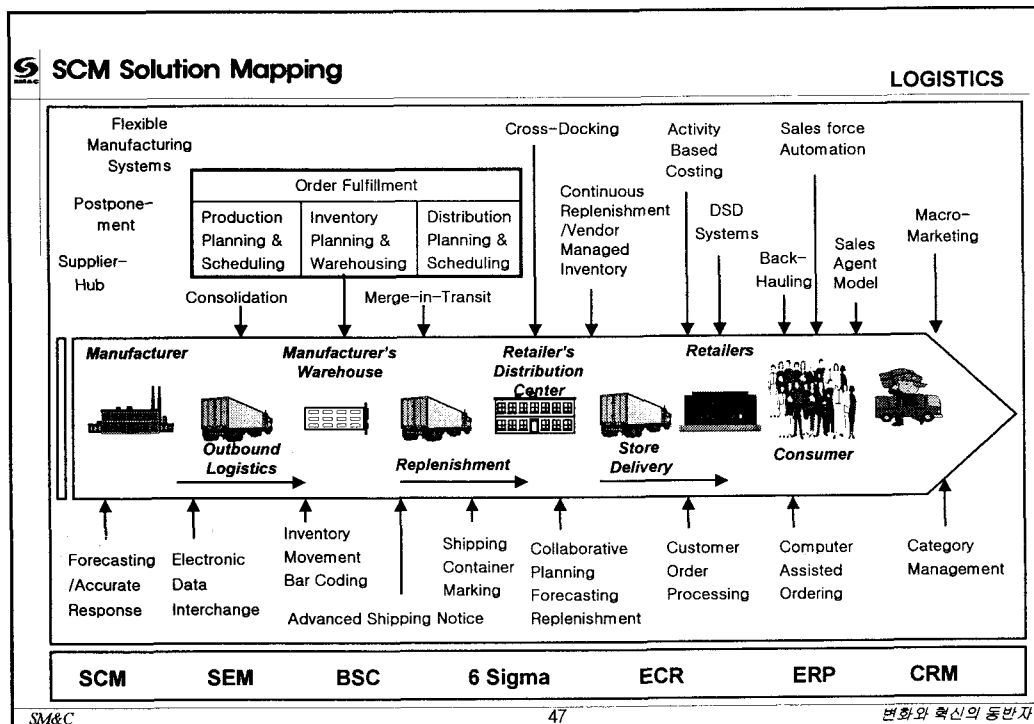 SM&C
SCM Solution Mapping
LOGISTICS
Flexible
Manufacturing
Systems
Postpone-
ment
Supplier-
Hub
Order Fulfillment
Production
Planning &
Scheduling
Inventory
Planning &
Warehousing
Distribution
Planning &
Scheduling
Consolidation
Merge-in-Transit
Cross-Docking
Continuous
Replenishment
/Vendor
Managed
Inventory
Activity
Based
Costing
DSD
Systems
Sales force
Automation
Back-
Hauling
Sales
Agent
Model
Macro-
Marketing
Manufacturer
Manufacturer's
Warehouse
Retailer's
Distribution
Center
Retailers
Outbound
Logistics
Replenishment
Store
Delivery
Consumer
Forecasting
/Accurate
Response
Electronic
Data
Interchange
Inventory
Movement
Bar Coding
Advanced Shipping Notice
Shipping
Container
Marking
Collaborative
Planning
Forecasting
Replenishment
Customer
Order
Processing
Computer
Assisted
Ordering
Category
Management
SCM SEM BSC 6 Sigma ECR ERP CRM
SM&C 47 변화와 혁신의 동반자